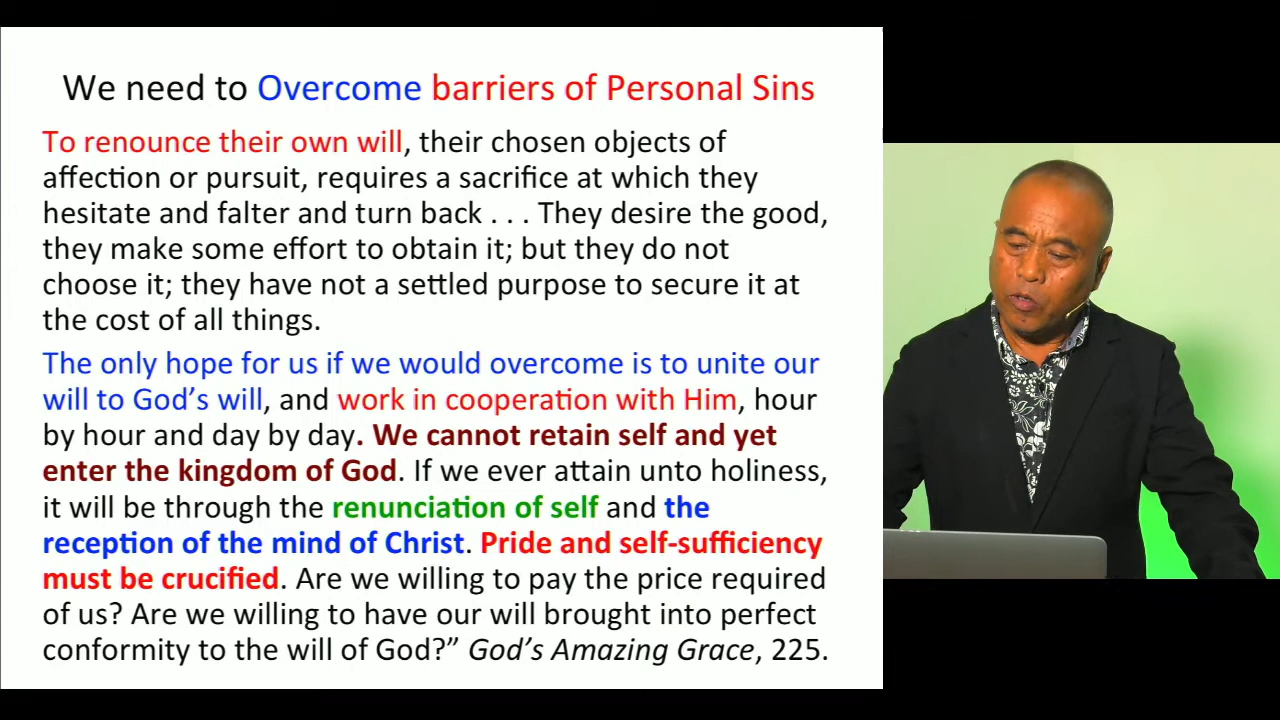 We need to Overcome barriers of Personal Sins
To renounce their own will, their chosen objects of
affection or pursuit, requires a sacrifice at which they
hesitate and falter and turn back . . . They desire the good,
they make some effort to obtain it; but they do not
choose it; they have not a settled purpose to secure it at
the cost of all things.
The only hope for us if we would overcome is to unite our
will to God’s will, and work in cooperation with Him, hour
by hour and day by day. We cannot retain self and yet
enter the kingdom of God. If we ever attain unto holiness,
it will be through the renunciation of self and the
reception of the mind of Christ. Pride and self-sufficiency
must be crucified. Are we willing to pay the price required
of us? Are we willing to have our will brought into perfect
conformity to the will of God?” God’s Amazing Grace, 225.